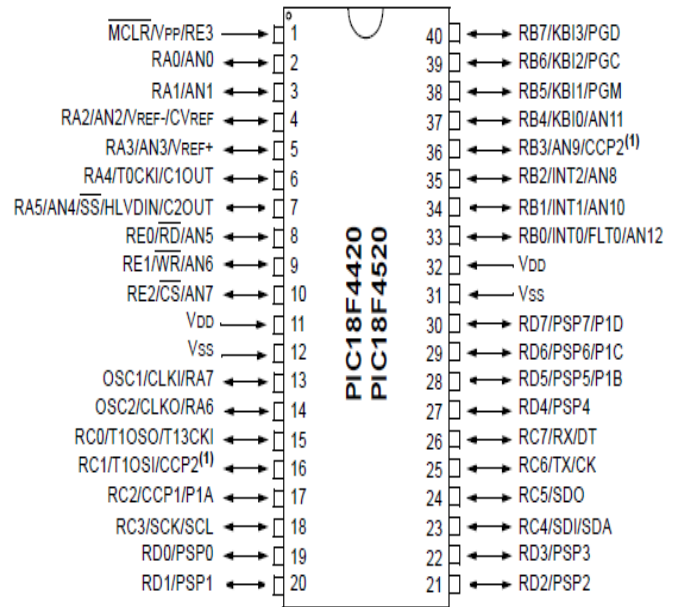 MCLR/VPP/RE3 1 40 RB7/KBI3/PGD
RA0/AN0 2 39 RB6/KBI2/PGC
RA1/AN1 3 38 RB5/KBI1/PGM
RA2/AN2/VREF-/CVREF 4 37 RB4/KBI0/AN11
RA3/AN3/VREF+ 5 36 RB3/AN9/CCP2(1)
RA4/T0CKI/C1OUT 6 35 RB2/INT2/AN8
RA5/AN4/SS/HLVDIN/C2OUT 7 34 RB1/INT1/AN10
RE0/RD/AN5 8 33 RB0/INT0/FLT0/AN12
RE1/WR/AN6 9 32 VDD
RE2/CS/AN7 10 31 VSS
VDD 11 30 RD7/PSP7/P1D
VSS 12 29 RD6/PSP6/P1C
OSC1/CLKI/RA7 13 28 RD5/PSP5/P1B
OSC2/CLKO/RA6 14 27 RD4/PSP4
RC0/T1OSO/T13CKI 15 26 RC7/RX/DT
RC1/T1OSI/CCP2(1) 16 25 RC6/TX/CK
RC2/CCP1/P1A 17 24 RC5/SDO
RC3/SCK/SCL 18 23 RC4/SDI/SDA
RD0/PSP0 19 22 RD3/PSP3
RD1/PSP1 20 21 RD2/PSP2
PIC18F4420
PIC18F4520